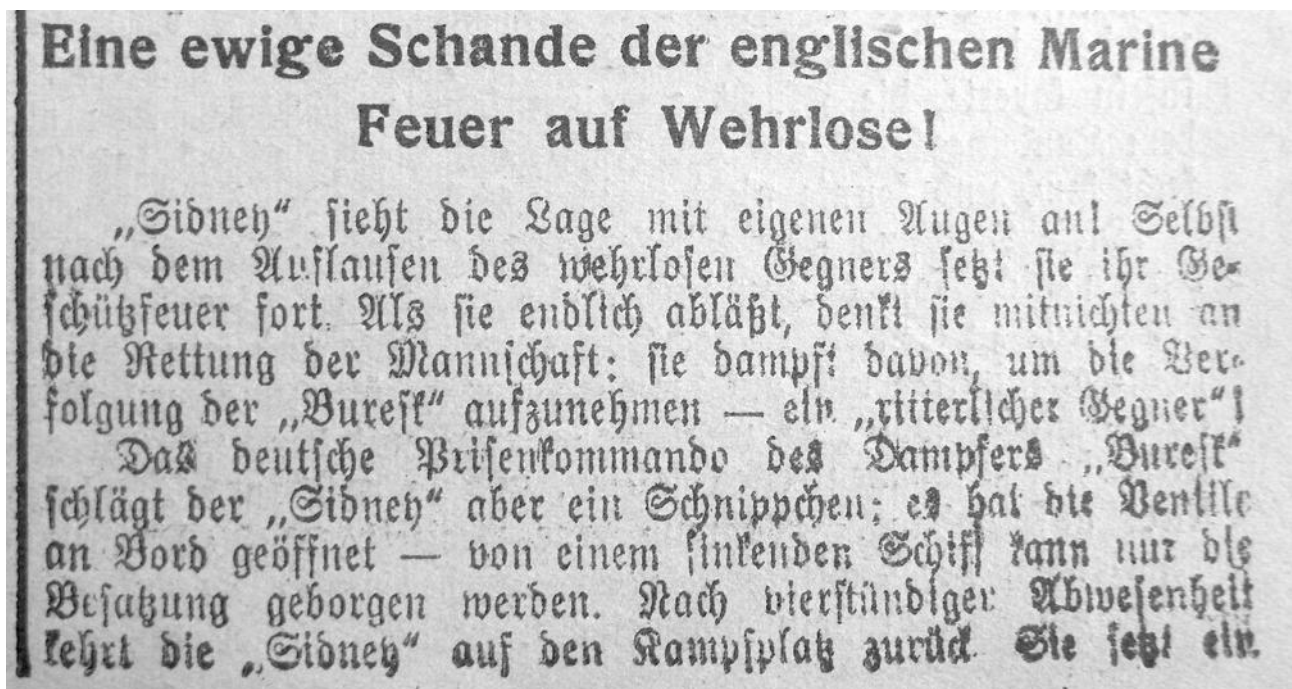 Eine ewige Schande der englischen Marine
Feuer auf Wehrlose!
„Sidney“ sieht die Lage mit eigenen Augen an! Selbst
nach dem Auflaufen des wehrlosen Gegners setzt sie ihr Ge-
schützfeuer fort. Als sie endlich abläßt, denkt sie mitnichten an
die Rettung der Mannschaft: sie dampft davon, um die Ver-
folgung der „Buresk“ aufzunehmen — ein „ritterlicher Gegner“!
Das deutsche Prisenkommando des Dampfers „Buresk“
schlägt der „Sidney“ aber ein Schnippchen; es hat die Ventile
an Bord geöffnet — von einem sinkenden Schiff kann nur die
Besatzung geborgen werden. Nach vierstündiger Abwesenheit
kehrt die „Sidney“ auf den Kampfplatz zurück. Sie setzt ein